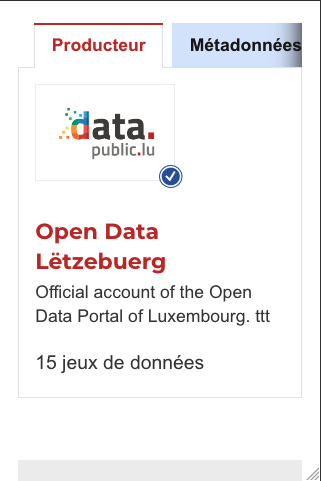 Producteur
Métadonnées
data.
public.lu
Open Data
Lëtzebuerg
Official account of the Open
Data Portal of Luxembourg. ttt
15 jeux de données